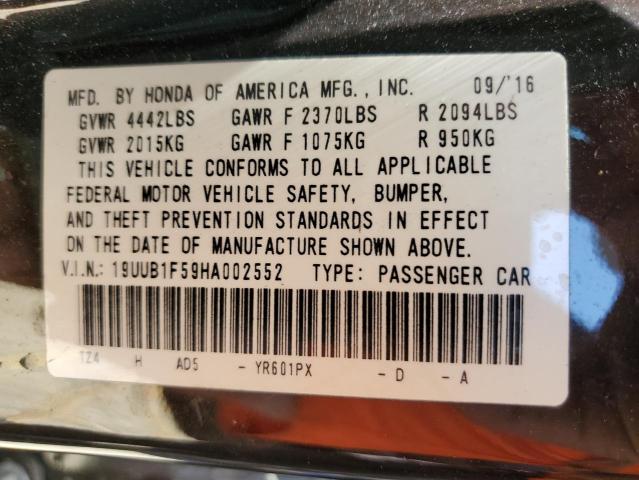 MFD. BY HONDA OF AMERICA MFG., INC. 09/'16
GVWR 4442LBS GAWR F 2370LBS R 2094LBS
GVWR 2015KG GAWR F 1075KG R 950KG
THIS VEHICLE CONFORMS TO ALL APPLICABLE
FEDERAL MOTOR VEHICLE SAFETY, BUMPER,
AND THEFT PREVENTION STANDARDS IN EFFECT
ON THE DATE OF MANUFACTURE SHOWN ABOVE.
V.I.N.: 19UUB1F59HA002552 TYPE: PASSENGER CAR
TZ4 H AD5 - YR601PX - D - A